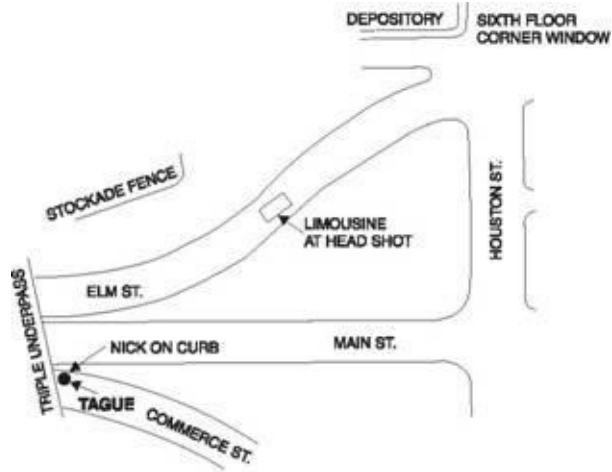 DEPOSITORY
SIXTH FLOOR
CORNER WINDOW
STOCKADE FENCE
HOUSTON ST.
LIMOUSINE
AT HEAD SHOT
ELM ST.
TRIPLE UNDERPASS
MAIN ST.
NICK ON CURB
TAGUE
COMMERCE ST.